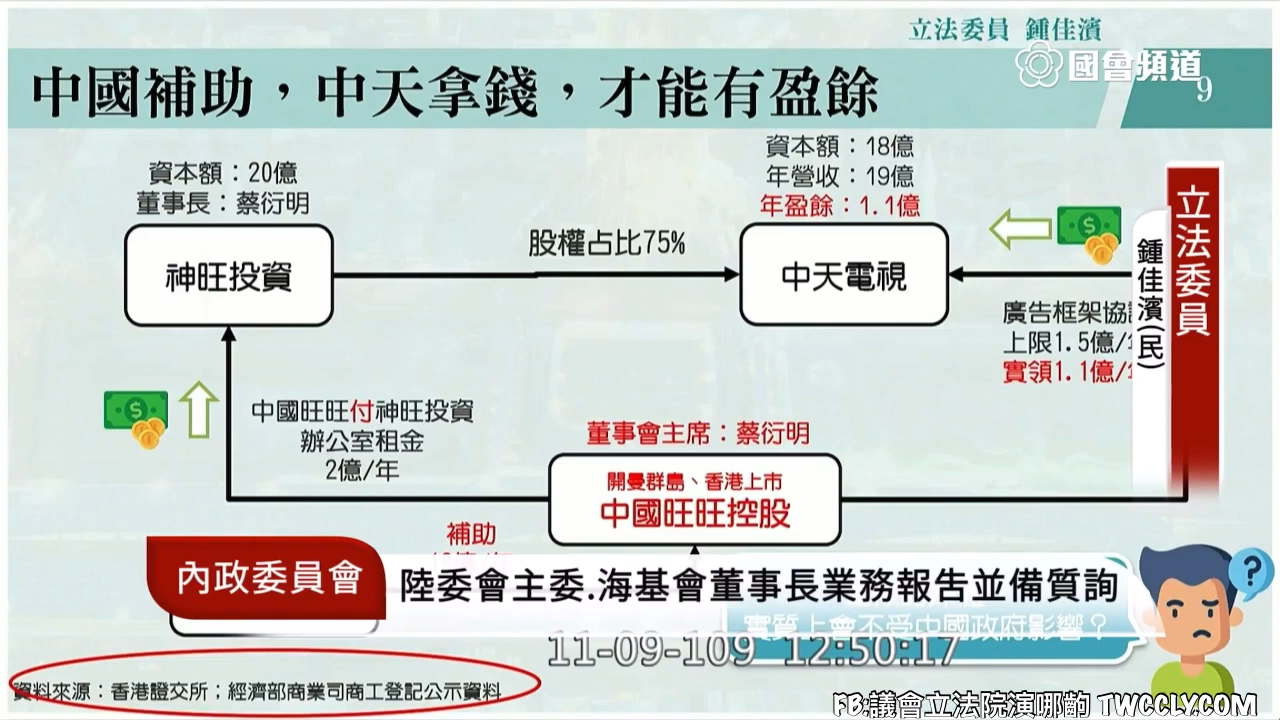 立法委員 鍾佳濱
國會頻道
9
中國補助，中天拿錢，才能有盈餘
資本額：20億
董事長：蔡衍明
神旺投資
股權占比75%
資本額：18億
年營收：19億
年盈餘：1.1億
中天電視
立法委員
鍾佳濱(民)
廣告框架協
上限1.5億/
實領1.1億/
中國旺旺付神旺投資
辦公室租金
2億/年
董事會主席：蔡衍明
開曼群島、香港上市
中國旺旺控股
補助
內政委員會
陸委會主委.海基會董事長業務報告並備質詢
實質上會不受中國政府影響？
11-09-109 12:50:17
資料來源：香港證交所；經濟部商業司商工登記公示資料
FB:議會立法院演哪齣 TWCCLY.COM